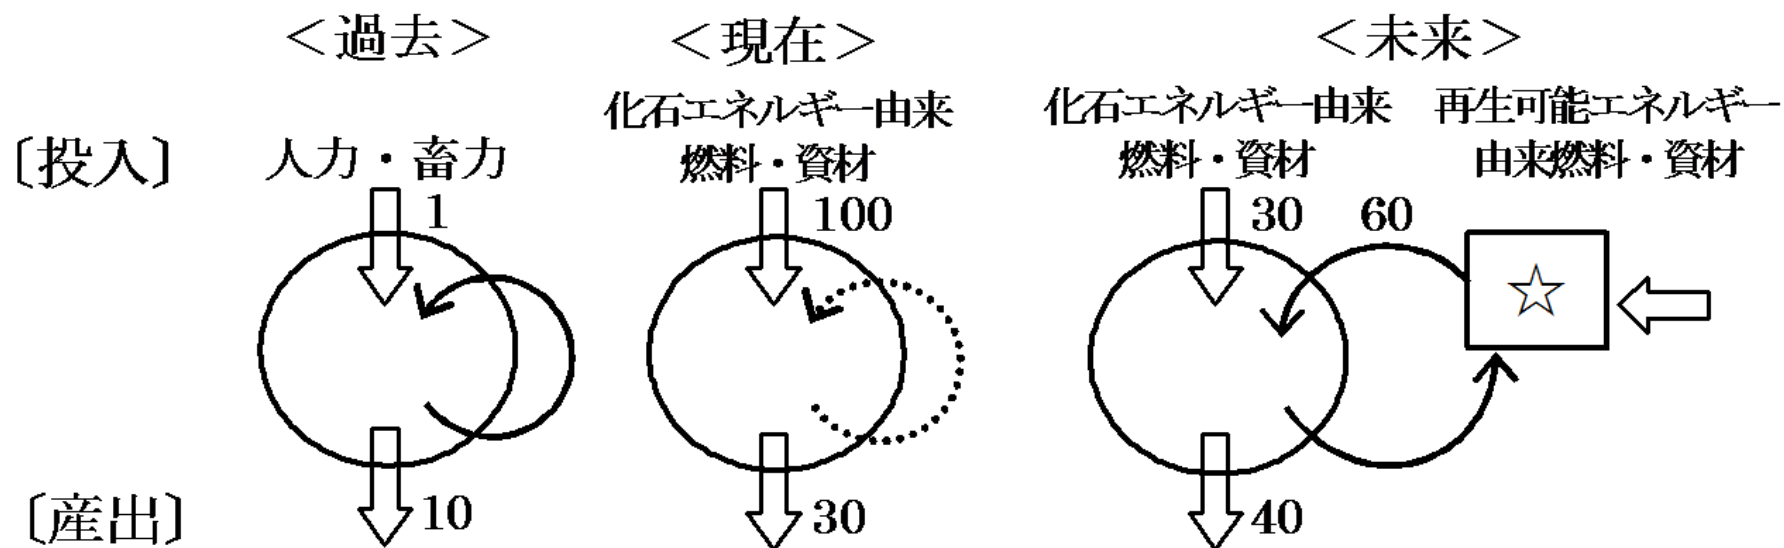 ＜過去＞ ＜現在＞ ＜未来＞
化石エネルギー由来 化石エネルギー由来 再生可能エネルギー
〔投入〕 人力・畜力 燃料・資材 燃料・資材 由来燃料・資材
1 100 30 60
☆
〔産出〕 10 30 40